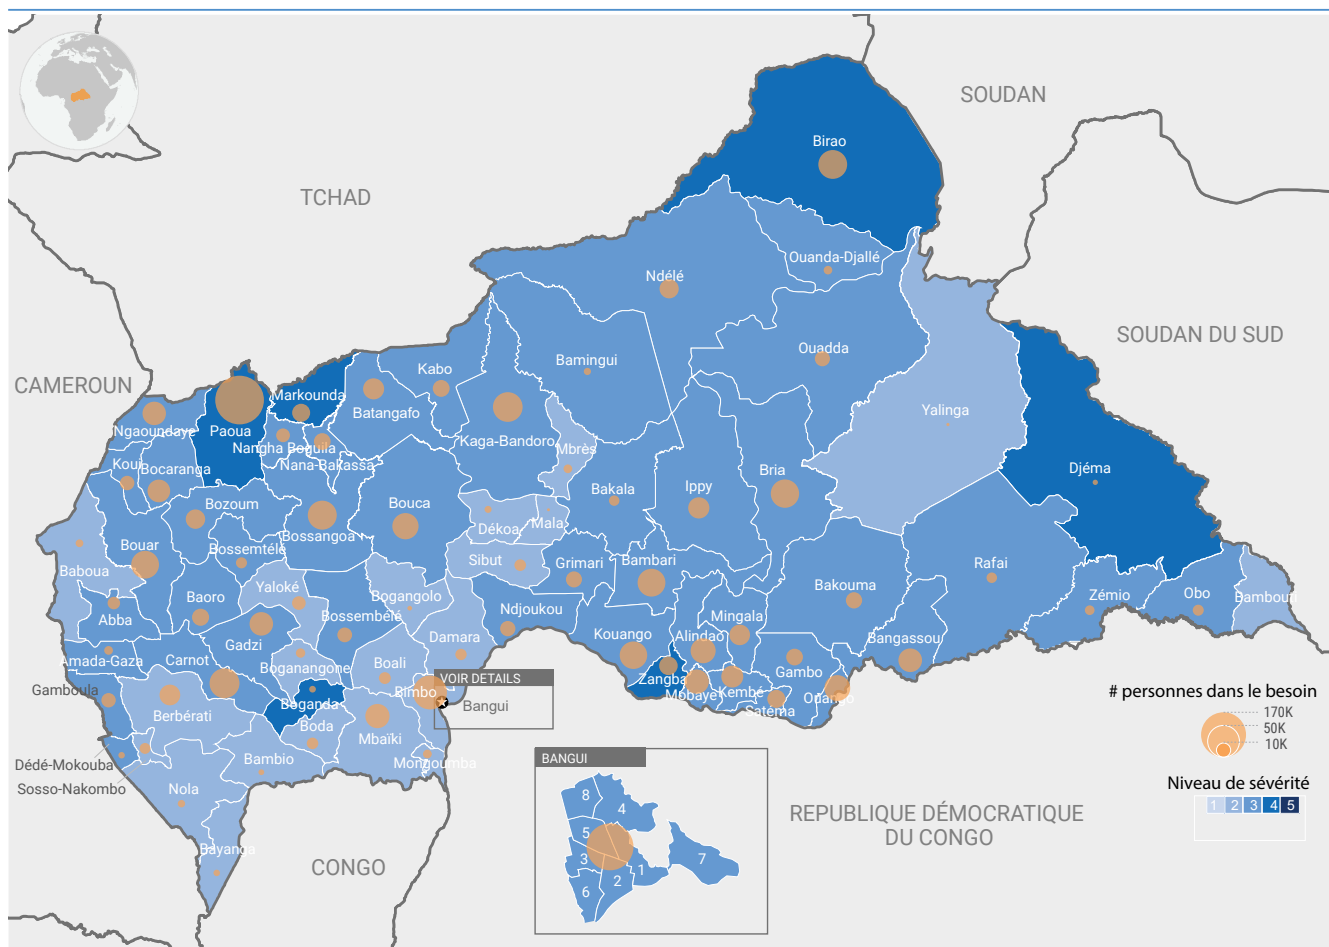 SOUDAN
Birao
TCHAD
Ouanda-Djallé
Ndélé
SOUDAN DU SUD
Ouadda
Bamingui
Kabo
CAMEROUN
Markounda
Batangafo
Yalinga
Ngaoundaye
Paoua
Kaga-Bandoro
Nangha Boguila
Mbrès
Nana-Bakassa
Koui
Bocaranga
Bria
Djéma
Ippy
Bakala
Bozoum
Bouca
Bossangoa
Dékoa
Mala
Bouar
Bossemtélé
Sibut
Grimari
Bambari
Rafai
Baboua
Yaloké
Bakouma
Baoro
Bogangolo
Ndjoukou
Zémio
Obo
Bambouti
Abba
Bossembélé
Mingala
Gadzi
Damara
Kouango
Alindao
Bangassou
Amada-Gaza
Carnot
Boganangone
Boali
Gambo
VOIR DETAILS
Zangba
Gamboula
Bimbo
Mobaye
Kembé
Ouango
Boganda
Bangui
Satéma
Berbérati
Boda
Mbaïki
Dédé-Mokouba
Bambio
Mongoumba
Sosso-Nakombo
Nola
Bayanga
CONGO
REPUBLIQUE DÉMOCRATIQUE
DU CONGO
BANGUI
8
4
5
3
1
7
2
6
# personnes dans le besoin
170K
50K
10K
Niveau de sévérité
1 2 3 4 5